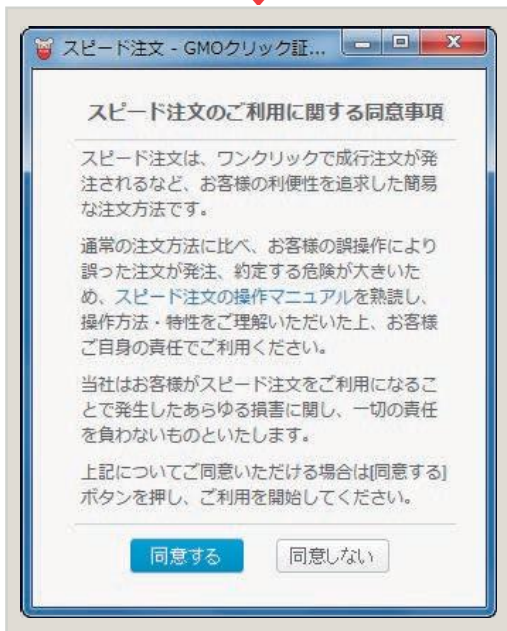 スピード注文 - GMOクリック証...
スピード注文のご利用に関する同意事項
スピード注文は、ワンクリックで成行注文が発
注されるなど、お客様の利便性を追求した簡易
な注文方法です。
通常の注文方法に比べ、お客様の誤操作により
誤った注文が発注、約定する危険が大きいた
め、スピード注文の操作マニュアルを熟読し、
操作方法・特性をご理解いただいた上、お客様
ご自身の責任でご利用ください。
当社はお客様がスピード注文をご利用になるこ
とで発生したあらゆる損害に関し、一切の責任
を負わないものといたします。
上記についてご同意いただける場合は[同意する]
ボタンを押し、ご利用を開始してください。
同意する
同意しない